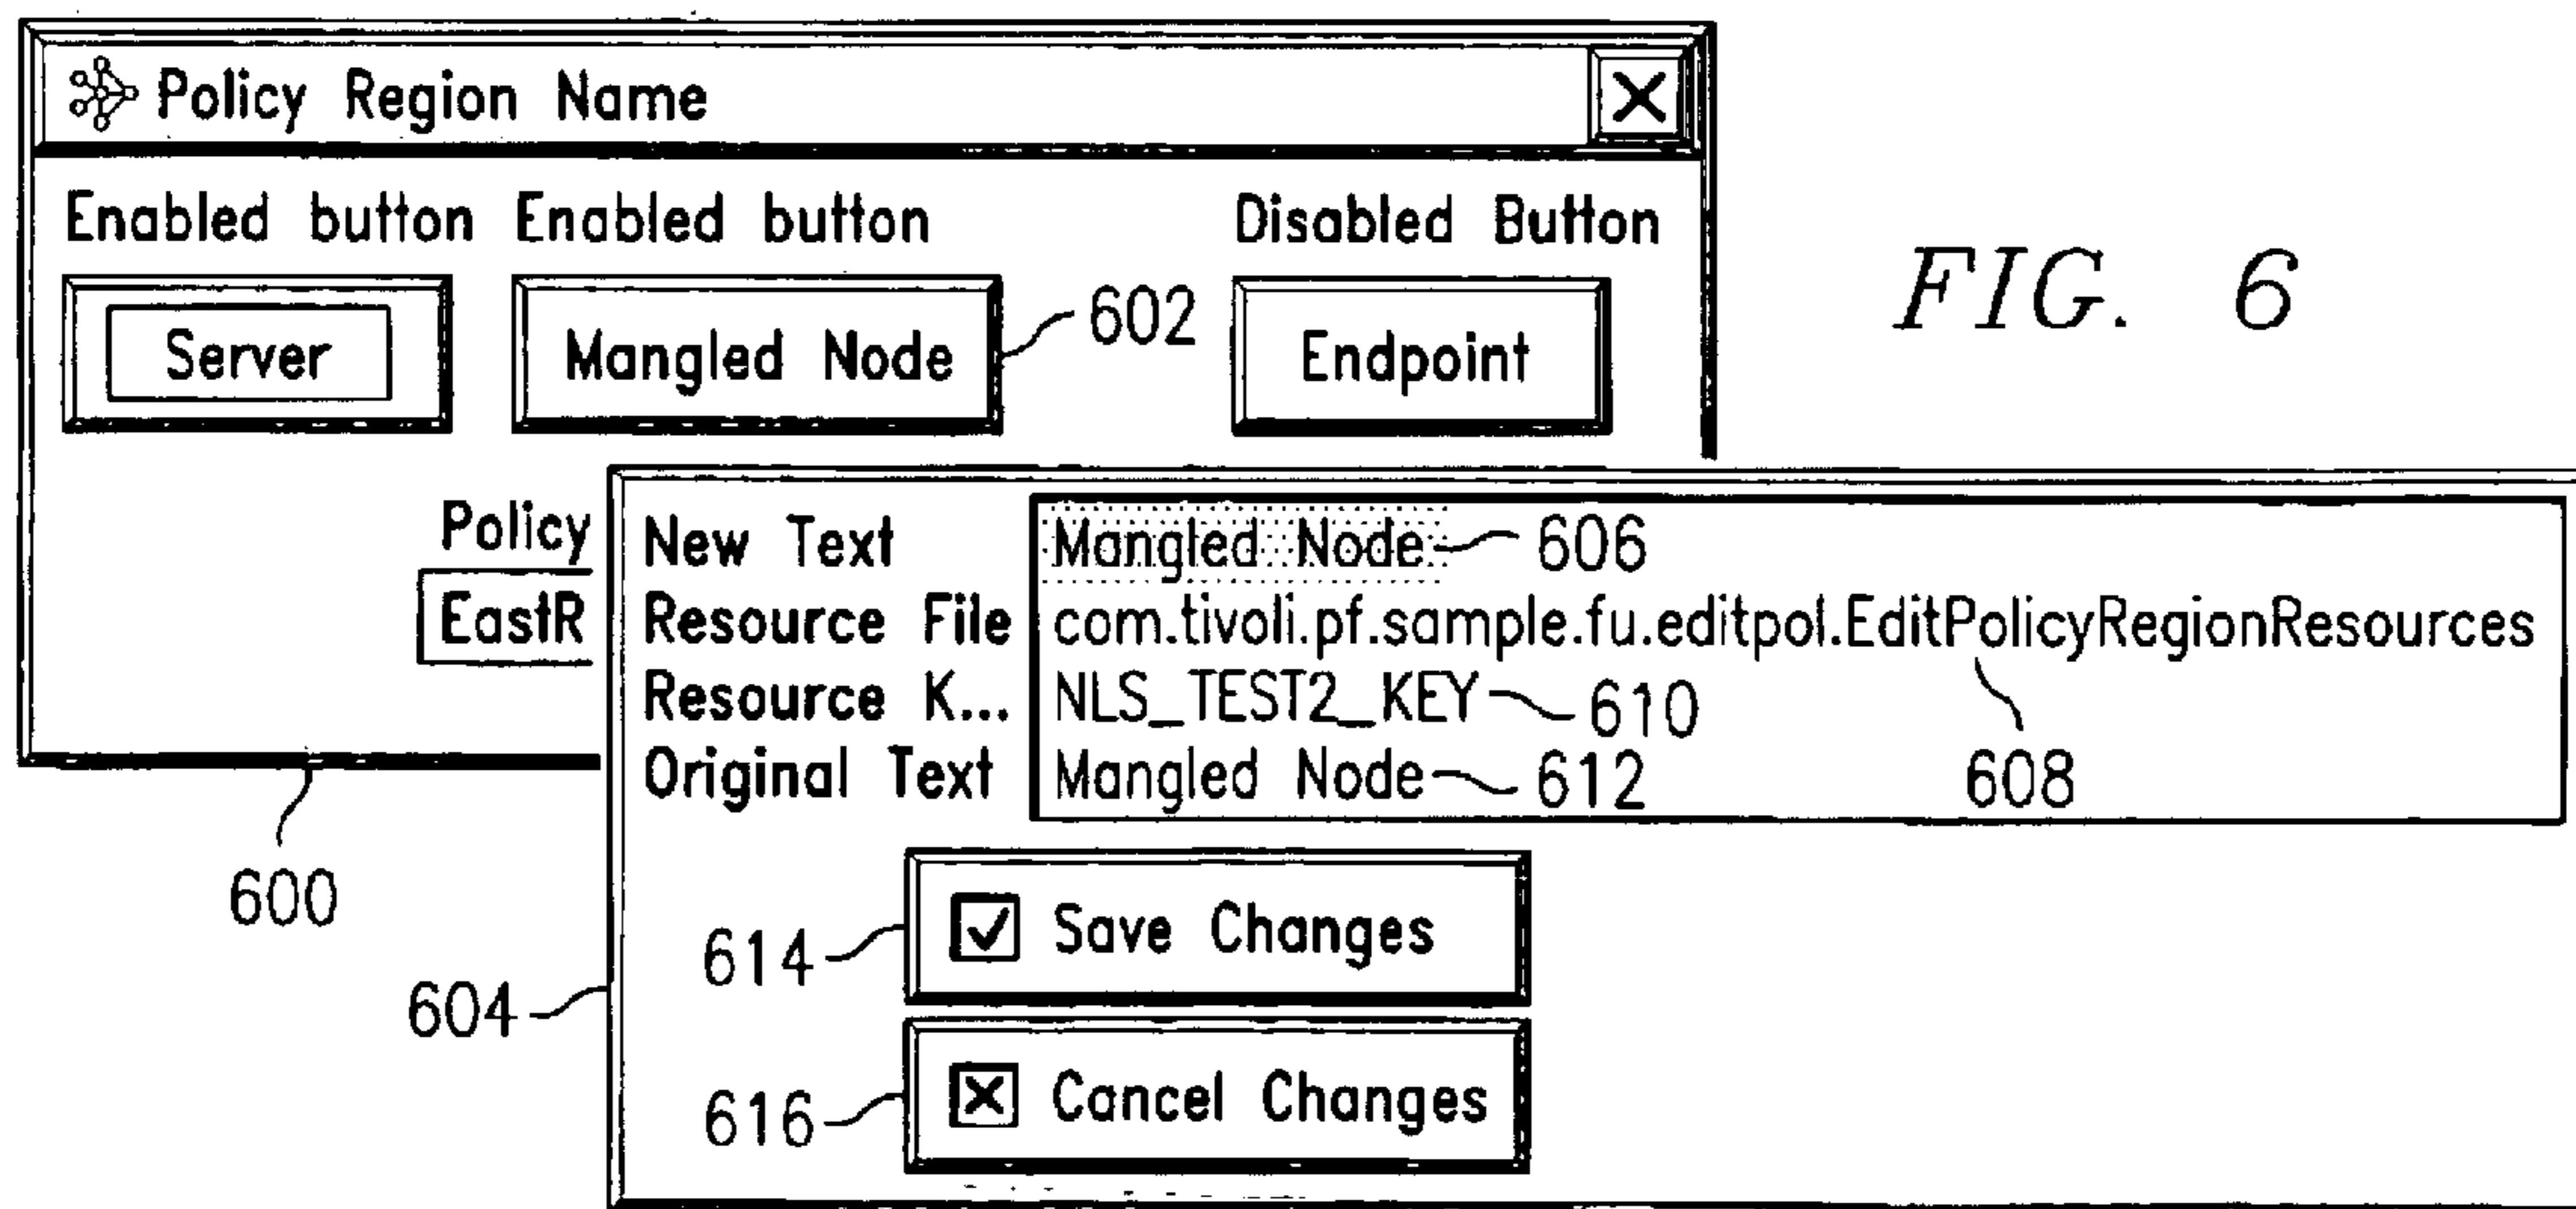 Policy Region Name
Enabled button Enabled button Disabled Button
Server Mangled Node 602 Endpoint
FIG. 6
Policy
EastR
New Text Mangled Node 606
Resource File com.tivoli.pf.sample.fu.editpol.EditPolicyRegionResources
Resource K... NLS_TEST2_KEY 610
Original Text Mangled Node 612 608
600
614 Save Changes
604
616 Cancel Changes